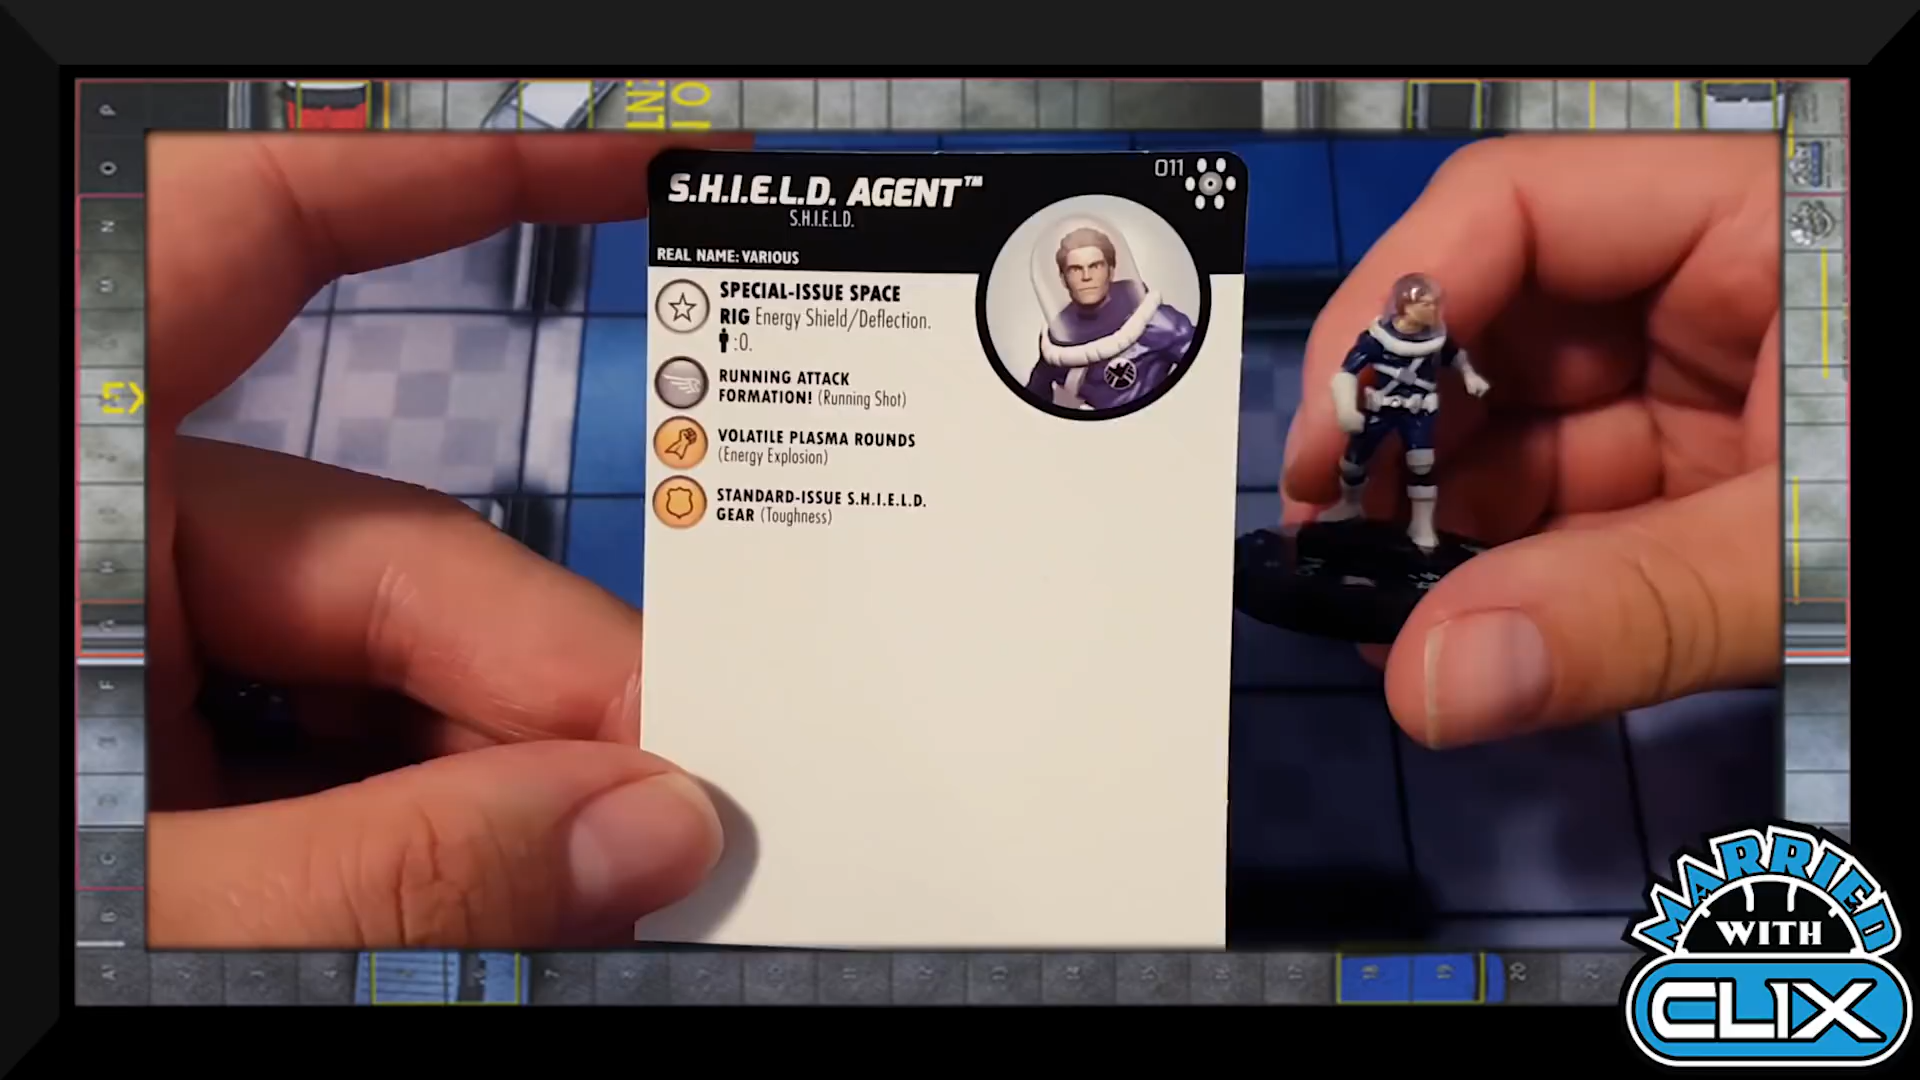 S.H.I.E.L.D. AGENT™
011
S.H.I.E.L.D.
REAL NAME: VARIOUS
SPECIAL-ISSUE SPACE
RIG Energy Shield/Deflection.
:0.
RUNNING ATTACK
FORMATION! (Running Shot)
VOLATILE PLASMA ROUNDS
(Energy Explosion)
STANDARD-ISSUE S.H.I.E.L.D.
GEAR (Toughness)
MARRIED
WITH
CLIX